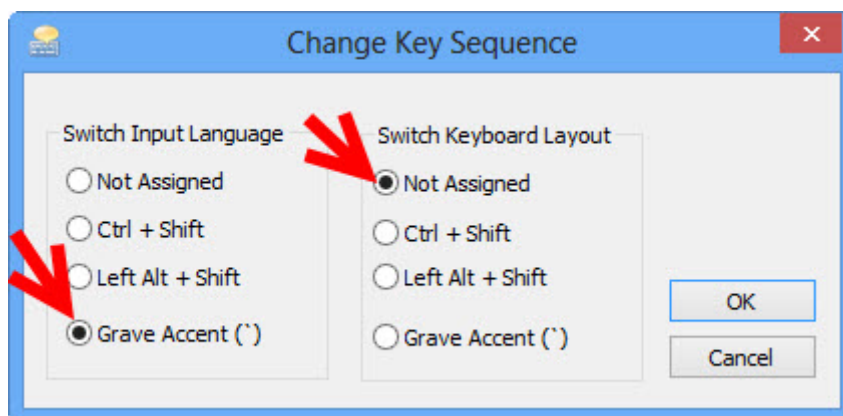 Change Key Sequence
Switch Input Language
Not Assigned
Ctrl + Shift
Left Alt + Shift
Grave Accent (`)
Switch Keyboard Layout
Not Assigned
Ctrl + Shift
Left Alt + Shift
Grave Accent (`)
OK
Cancel